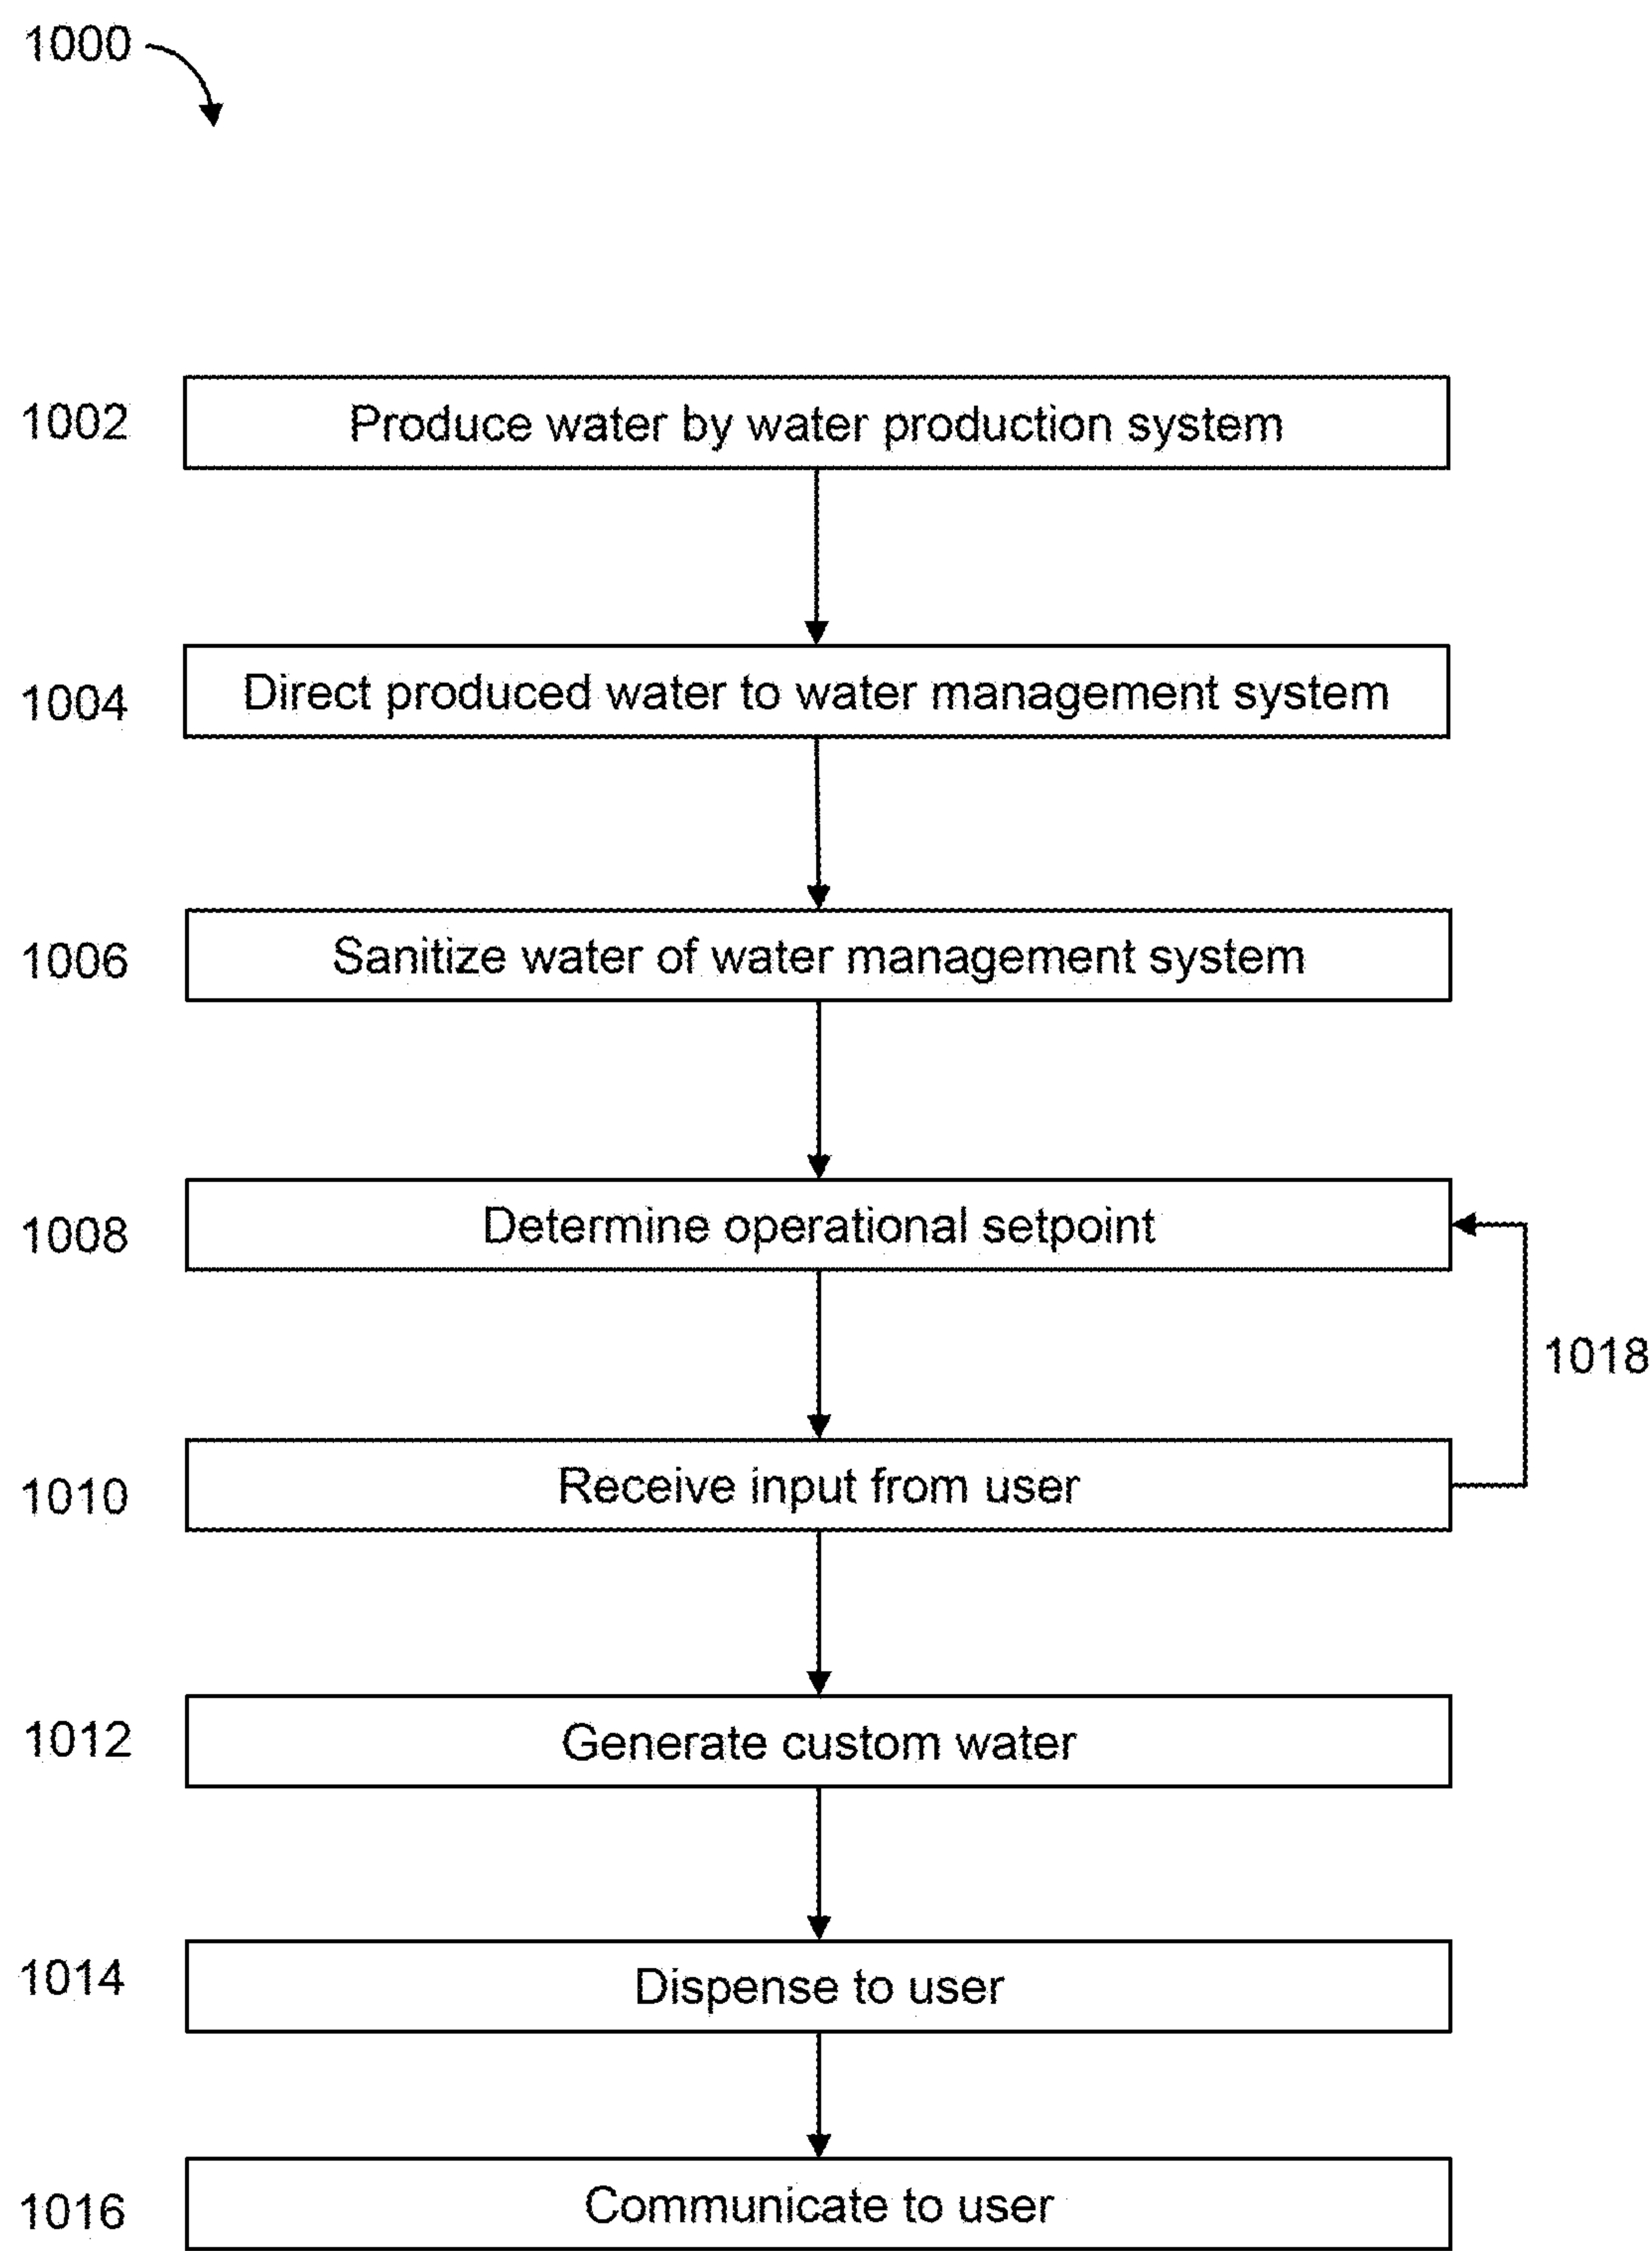 1000
1002 Produce water by water production system
1004 Direct produced water to water management system
1006 Sanitize water of water management system
1008 Determine operational setpoint
1018
1010 Receive input from user
1012 Generate custom water
1014 Dispense to user
1016 Communicate to user